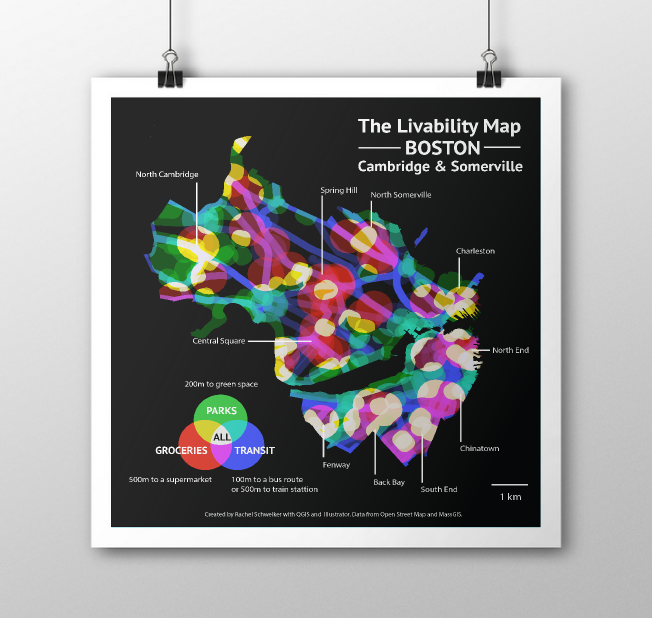 The Livability Map
BOSTON
Cambridge & Somerville
North Cambridge
Spring Hill
North Somerville
Charleston
Central Square
North End
200m to green space
PARKS
ALL
GROCERIES
TRANSIT
500m to a supermarket
100m to a bus route
or 500m to train stattion
Fenway
Back Bay
South End
Chinatown
1 km
Created by Rachel Schwelker with QGIS and Illustrator. Data from Open Street Map and MassGIS.